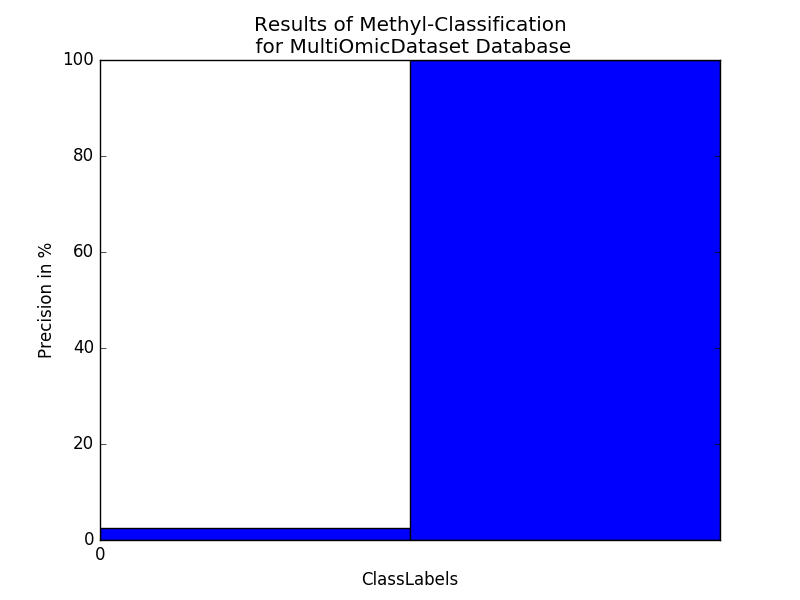 Results of Methyl-Classification
for MultiOmicDataset Database
100
80
60
40
20
0
0
Precision in %
ClassLabels